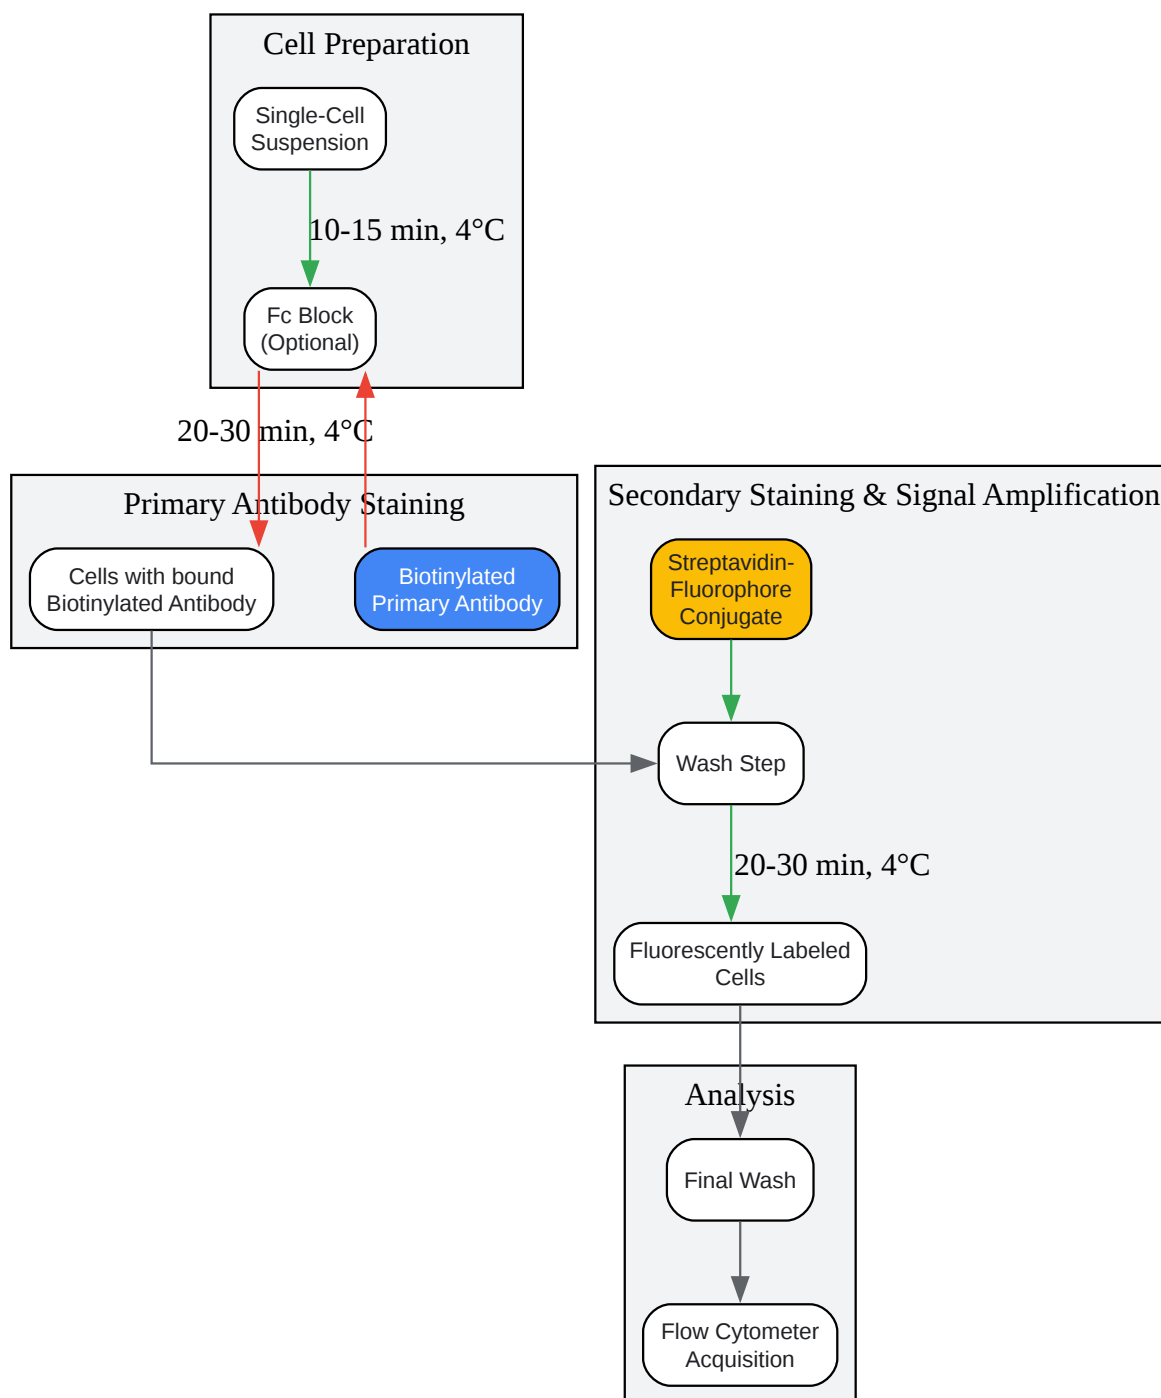 Cell Preparation
Single-Cell
Suspension
10-15 min, 4°C
Fc Block
(Optional)
20-30 min, 4°C
Primary Antibody Staining
Cells with bound
Biotinylated Antibody
Biotinylated
Primary Antibody
Secondary Staining & Signal Amplification
Streptavidin-
Fluorophore
Conjugate
Wash Step
20-30 min, 4°C
Fluorescently Labeled
Cells
Analysis
Final Wash
Flow Cytometer
Acquisition